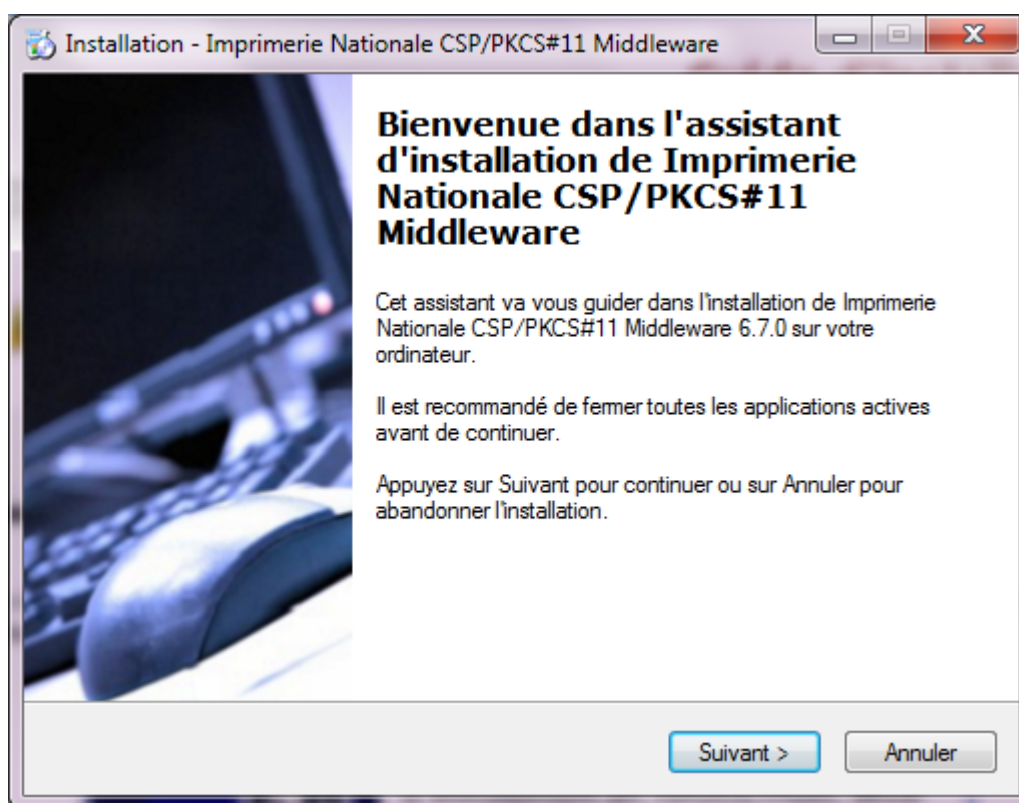 Installation - Imprimerie Nationale CSP/PKCS#11 Middleware
Bienvenue dans l'assistant
d'installation de Imprimerie
Nationale CSP/PKCS#11
Middleware
Cet assistant va vous guider dans l'installation de Imprimerie
Nationale CSP/PKCS#11 Middleware 6.7.0 sur votre
ordinateur.
Il est recommandé de fermer toutes les applications actives
avant de continuer.
Appuyez sur Suivant pour continuer ou sur Annuler pour
abandonner l'installation.
Suivant > Annuler